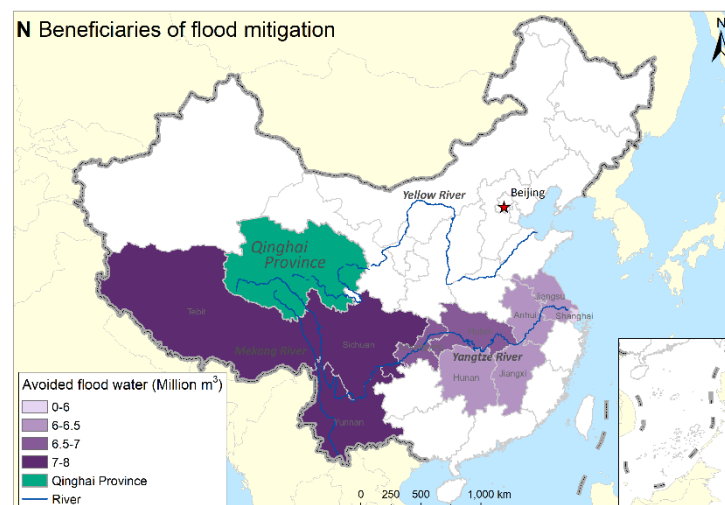 N Beneficiaries of flood mitigation
N
Beijing
Yellow River
Qinghai
Province
Tebit
Jiangsu
Anhui
Shanghai
Mekong River
Sichuan
Yangtze River
Hunan
Jiangxi
Yunnan
Avoided flood water (Million m³)
0-6
6-6.5
6.5-7
7-8
Qinghai Province
River
0 250 500 1,000 km